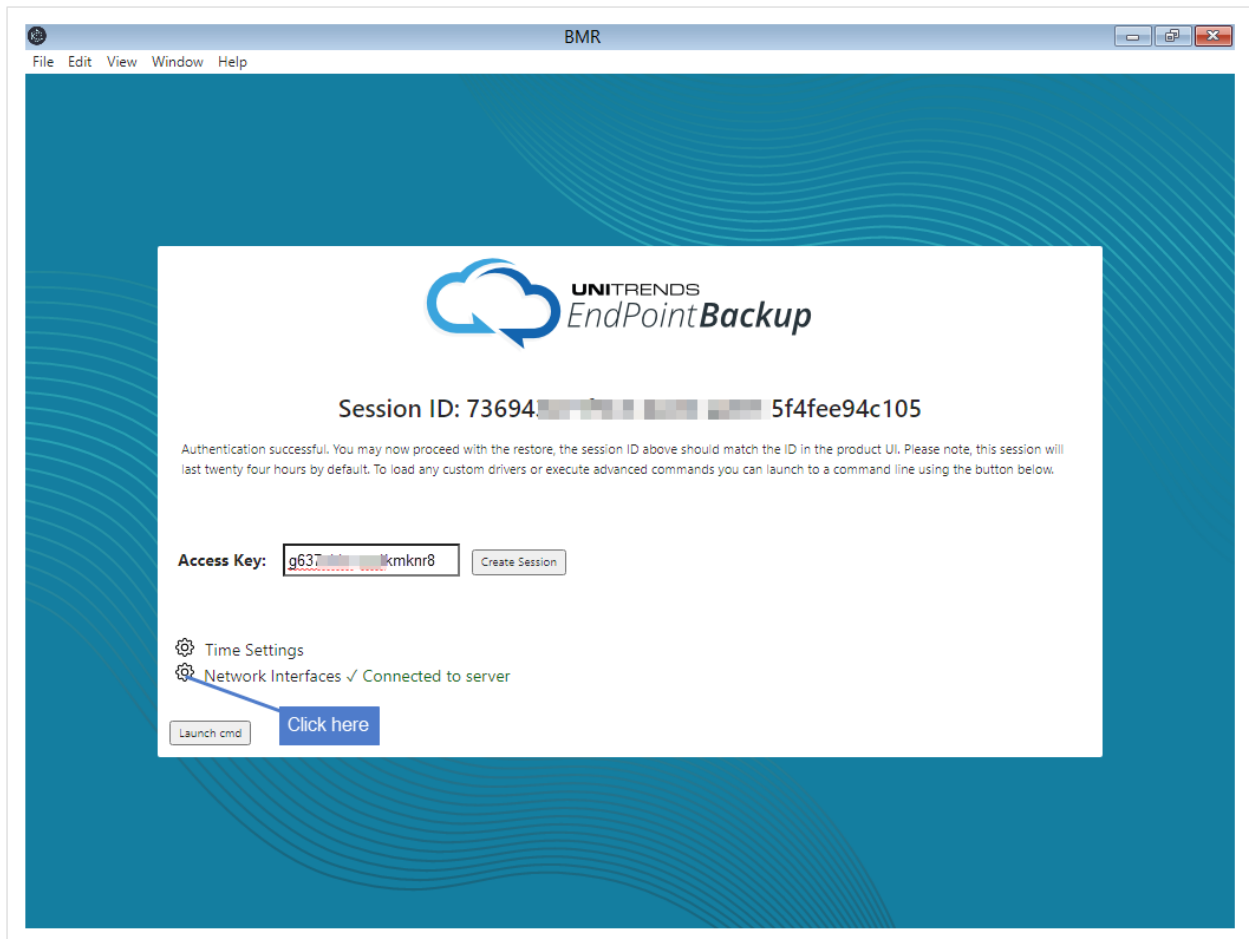 BMR
File Edit View Window Help
UNITRENDS
EndPointBackup
Session ID: 73694 5f4fee94c105
Authentication successful. You may now proceed with the restore, the session ID above should match the ID in the product UI. Please note, this session will
last twenty four hours by default. To load any custom drivers or execute advanced commands you can launch to a command line using the button below.
Access Key: g637 kmknr8 Create Session
Time Settings
Network Interfaces ✓ Connected to server
Click here
Launch cmd